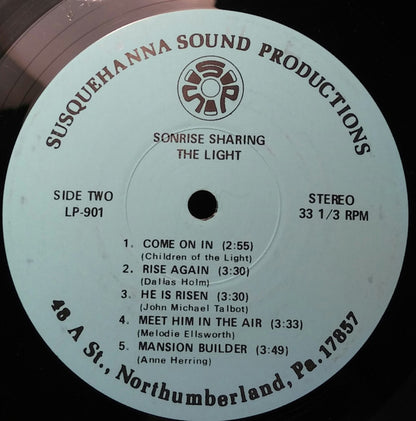 SUSQUEHANNA SOUND PRODUCTIONS
SSP
SONRISE SHARING
THE LIGHT
SIDE TWO
LP-901
STEREO
33 1/3 RPM
1. COME ON IN (2:55)
(Children of the Light)
2. RISE AGAIN (3:30)
(Dallas Holm)
3. HE IS RISEN (3:30)
(John Michael Talbot)
4. MEET HIM IN THE AIR (3:33)
(Melodie Ellsworth)
5. MANSION BUILDER (3:49)
(Anne Herring)
48 A St., Northumberland, Pa. 17857